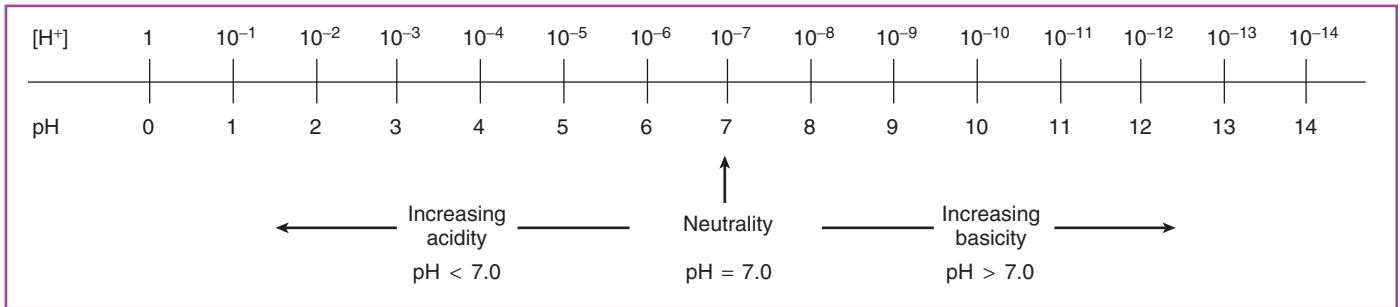 [H⁺] 1 10⁻¹ 10⁻² 10⁻³ 10⁻⁴ 10⁻⁵ 10⁻⁶ 10⁻⁷ 10⁻⁸ 10⁻⁹ 10⁻¹⁰ 10⁻¹¹ 10⁻¹² 10⁻¹³ 10⁻¹⁴
pH 0 1 2 3 4 5 6 7 8 9 10 11 12 13 14
Increasing
acidity
pH < 7.0
Neutrality
pH = 7.0
Increasing
basicity
pH > 7.0